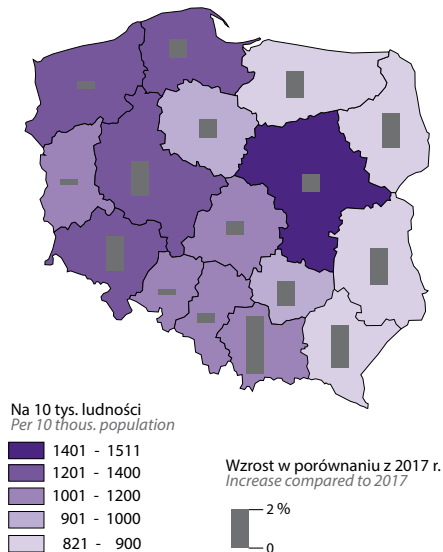 Na 10 tys. ludności
Per 10 thous. population
1401 - 1511
1201 - 1400
1001 - 1200
901 - 1000
821 - 900
Wzrost w porównaniu z 2017 r.
Increase compared to 2017
2 %
0